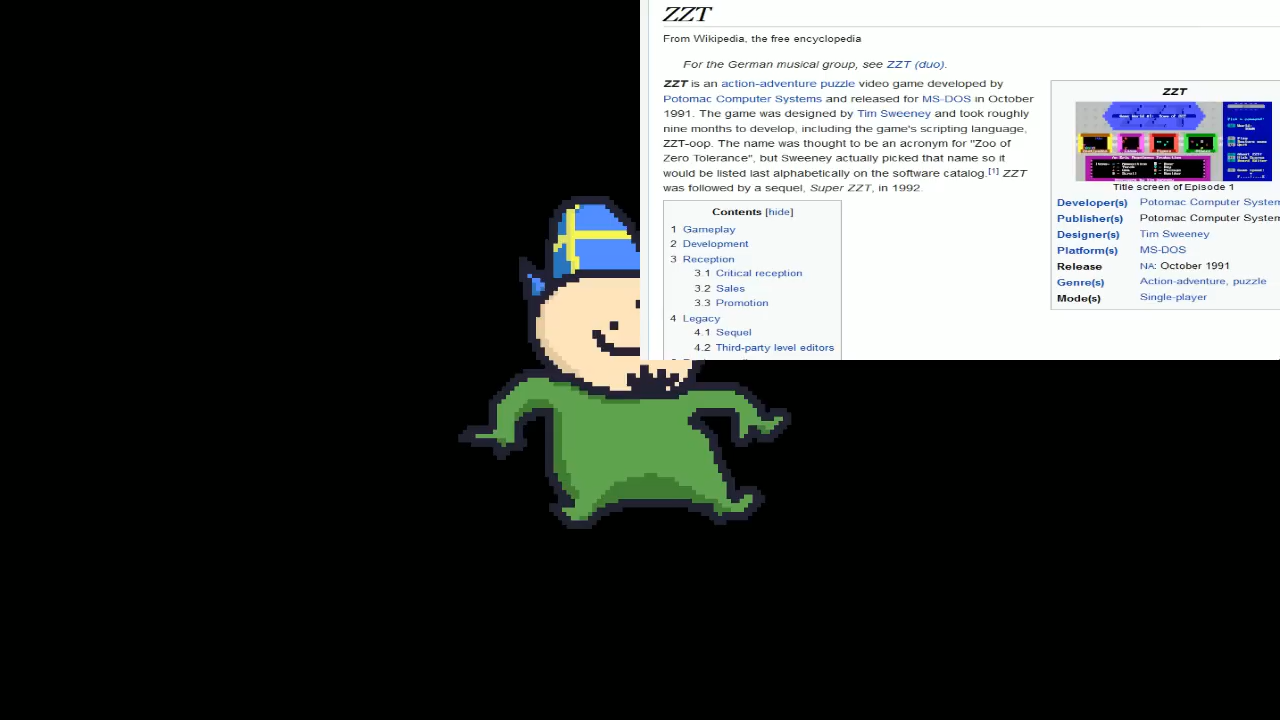 ZZT
From Wikipedia, the free encyclopedia
For the German musical group, see ZZT (duo).
ZZT is an action-adventure puzzle video game developed by
Potomac Computer Systems and released for MS-DOS in October
1991. The game was designed by Tim Sweeney and took roughly
nine months to develop, including the game's scripting language,
ZZT-oop. The name was thought to be an acronym for "Zoo of
Zero Tolerance", but Sweeney actually picked that name so it
would be listed last alphabetically on the software catalog.[1] ZZT
was followed by a sequel, Super ZZT, in 1992.
Contents [hide]
1 Gameplay
2 Development
3 Reception
3.1 Critical reception
3.2 Sales
3.3 Promotion
4 Legacy
4.1 Sequel
4.2 Third-party level editors
ZZT
Title screen of Episode 1
Developer(s) Potomac Computer System
Publisher(s) Potomac Computer System
Designer(s) Tim Sweeney
Platform(s) MS-DOS
Release NA: October 1991
Genre(s) Action-adventure, puzzle
Mode(s) Single-player